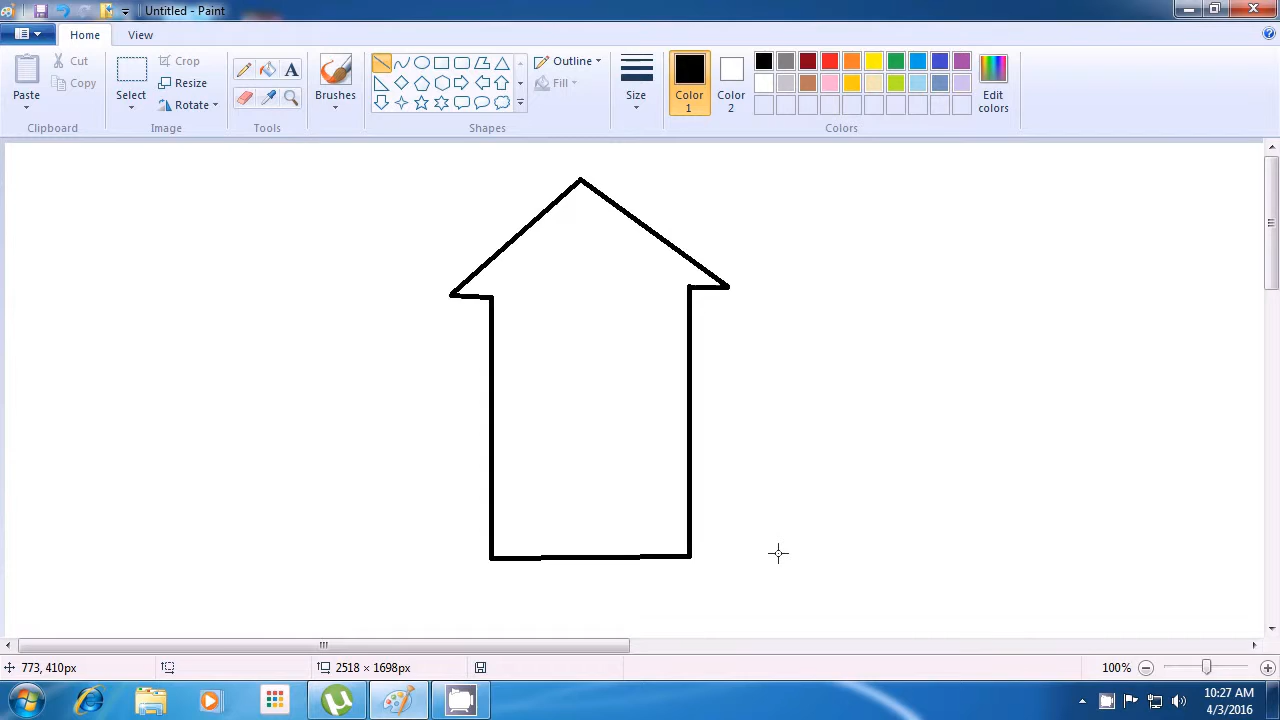 Untitled - Paint
Home View
Paste
Cut
Copy
Clipboard
Select
Crop
Resize
Rotate
Image
A
Tools
Brushes
Shapes
Outline
Fill
Size
Color 1
Color 2
Edit colors
Colors
773, 410px
2518 × 1698px
100%
10:27 AM
4/3/2016